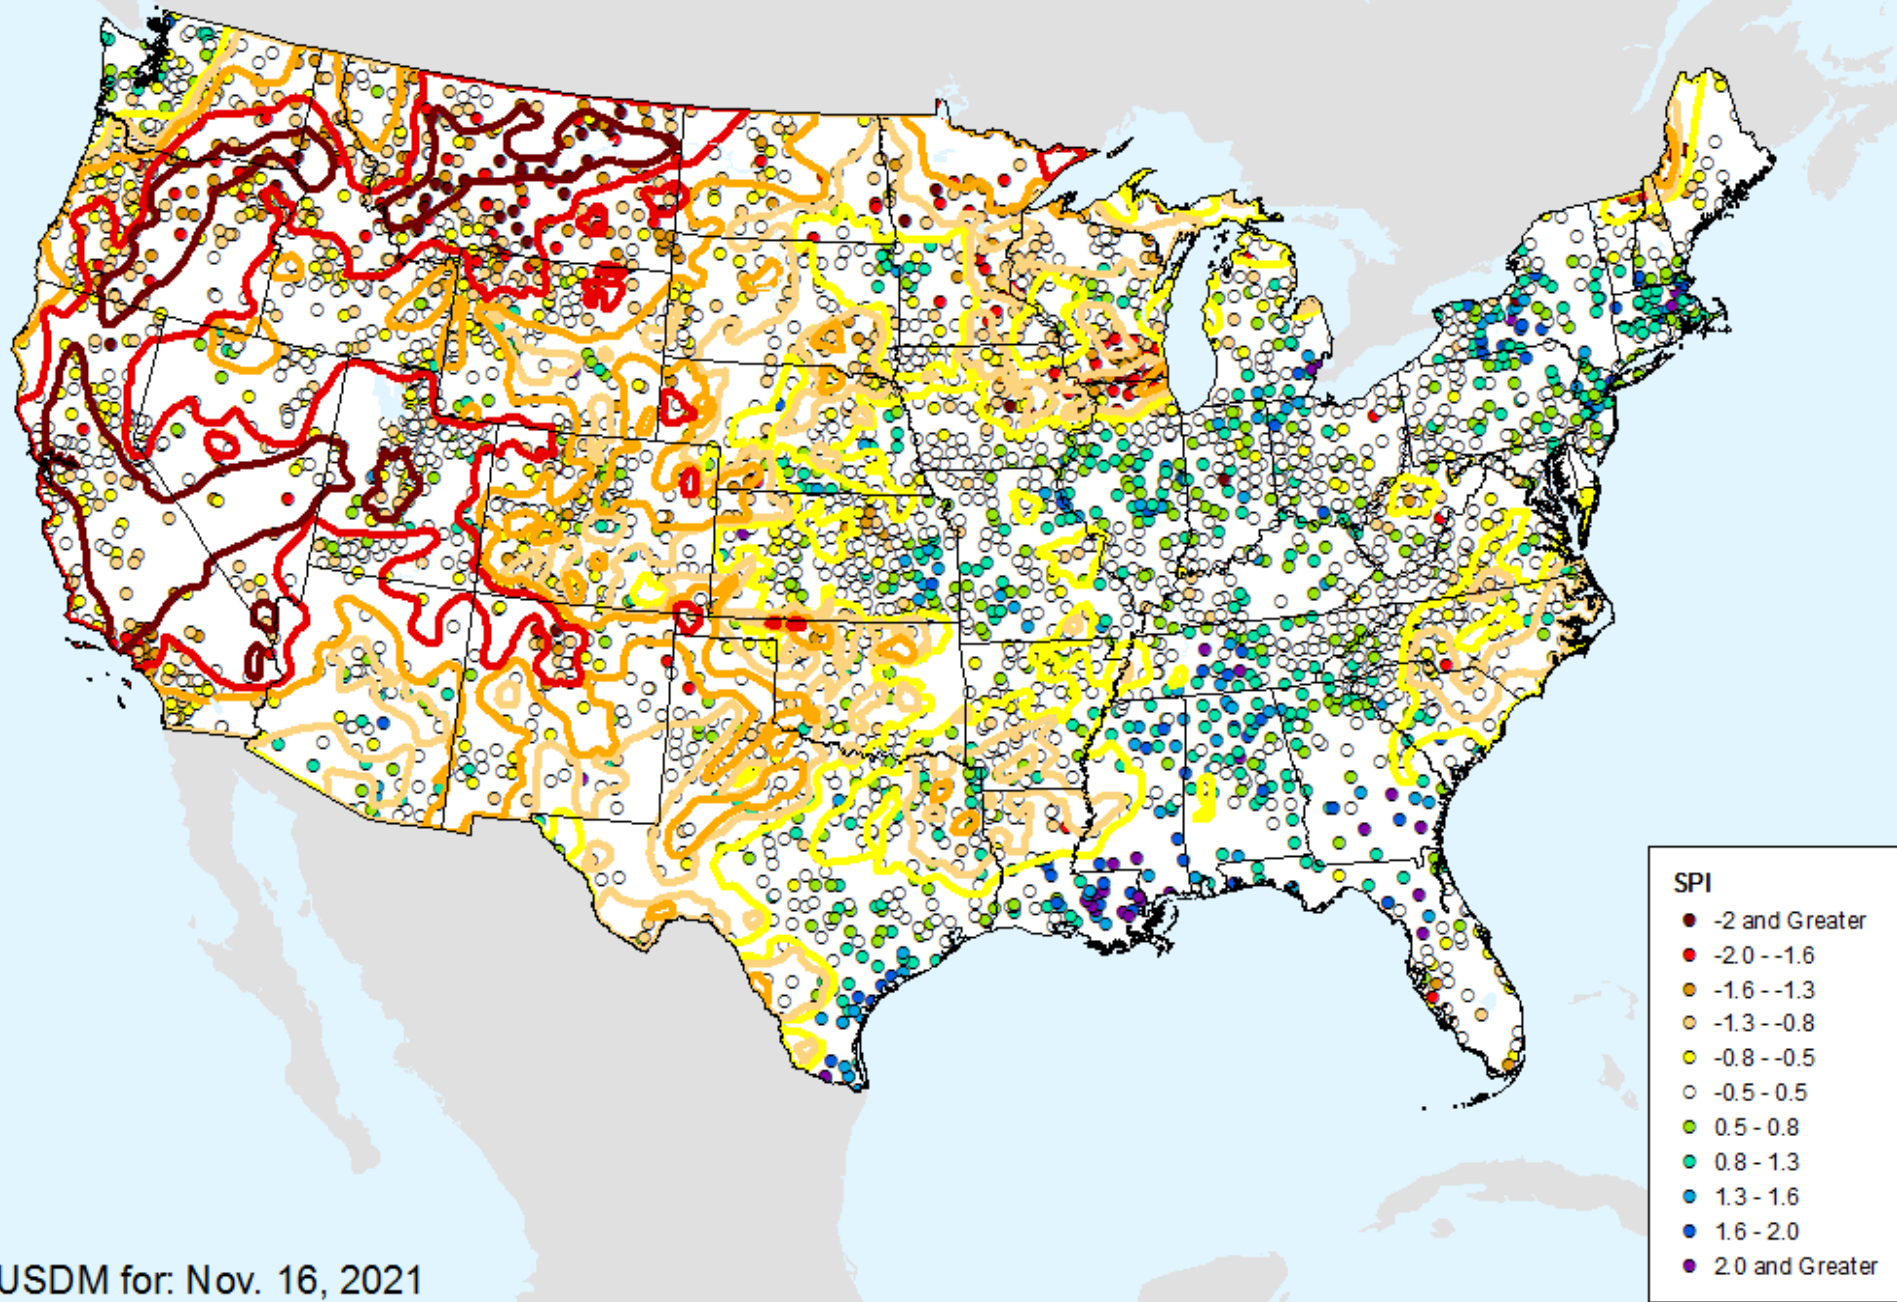 SPI
-2 and Greater
-2.0 - -1.6
-1.6 - -1.3
-1.3 - -0.8
-0.8 - -0.5
-0.5 - 0.5
0.5 - 0.8
0.8 - 1.3
1.3 - 1.6
1.6 - 2.0
2.0 and Greater
USDM for: Nov. 16, 2021